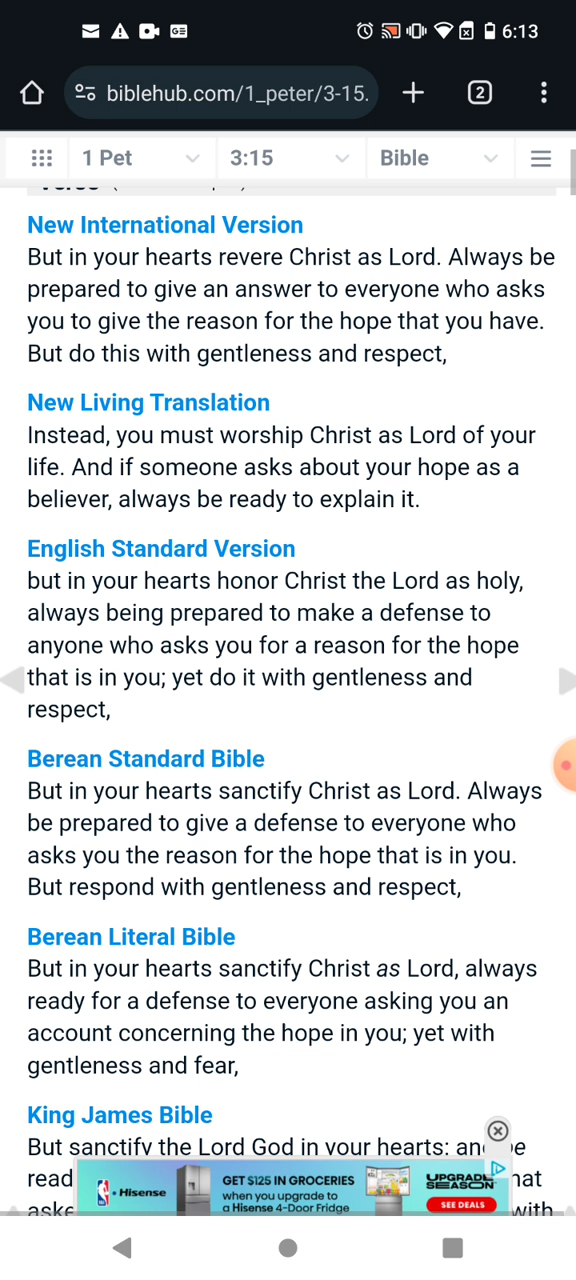 6:13
biblehub.com/1_peter/3-15.
2
1 Pet
3:15
Bible
New International Version
But in your hearts revere Christ as Lord. Always be
prepared to give an answer to everyone who asks
you to give the reason for the hope that you have.
But do this with gentleness and respect,
New Living Translation
Instead, you must worship Christ as Lord of your
life. And if someone asks about your hope as a
believer, always be ready to explain it.
English Standard Version
but in your hearts honor Christ the Lord as holy,
always being prepared to make a defense to
anyone who asks you for a reason for the hope
that is in you; yet do it with gentleness and
respect,
Berean Standard Bible
But in your hearts sanctify Christ as Lord. Always
be prepared to give a defense to everyone who
asks you the reason for the hope that is in you.
But respond with gentleness and respect,
Berean Literal Bible
But in your hearts sanctify Christ as Lord, always
ready for a defense to everyone asking you an
account concerning the hope in you; yet with
gentleness and fear,
King James Bible
But sanctify the Lord God in your hearts: an
read
aske with
NBA
Hisense
GET $125 IN GROCERIES
when you upgrade to
a Hisense 4-Door Fridge
UPGRADE
SEASON
SEE DEALS